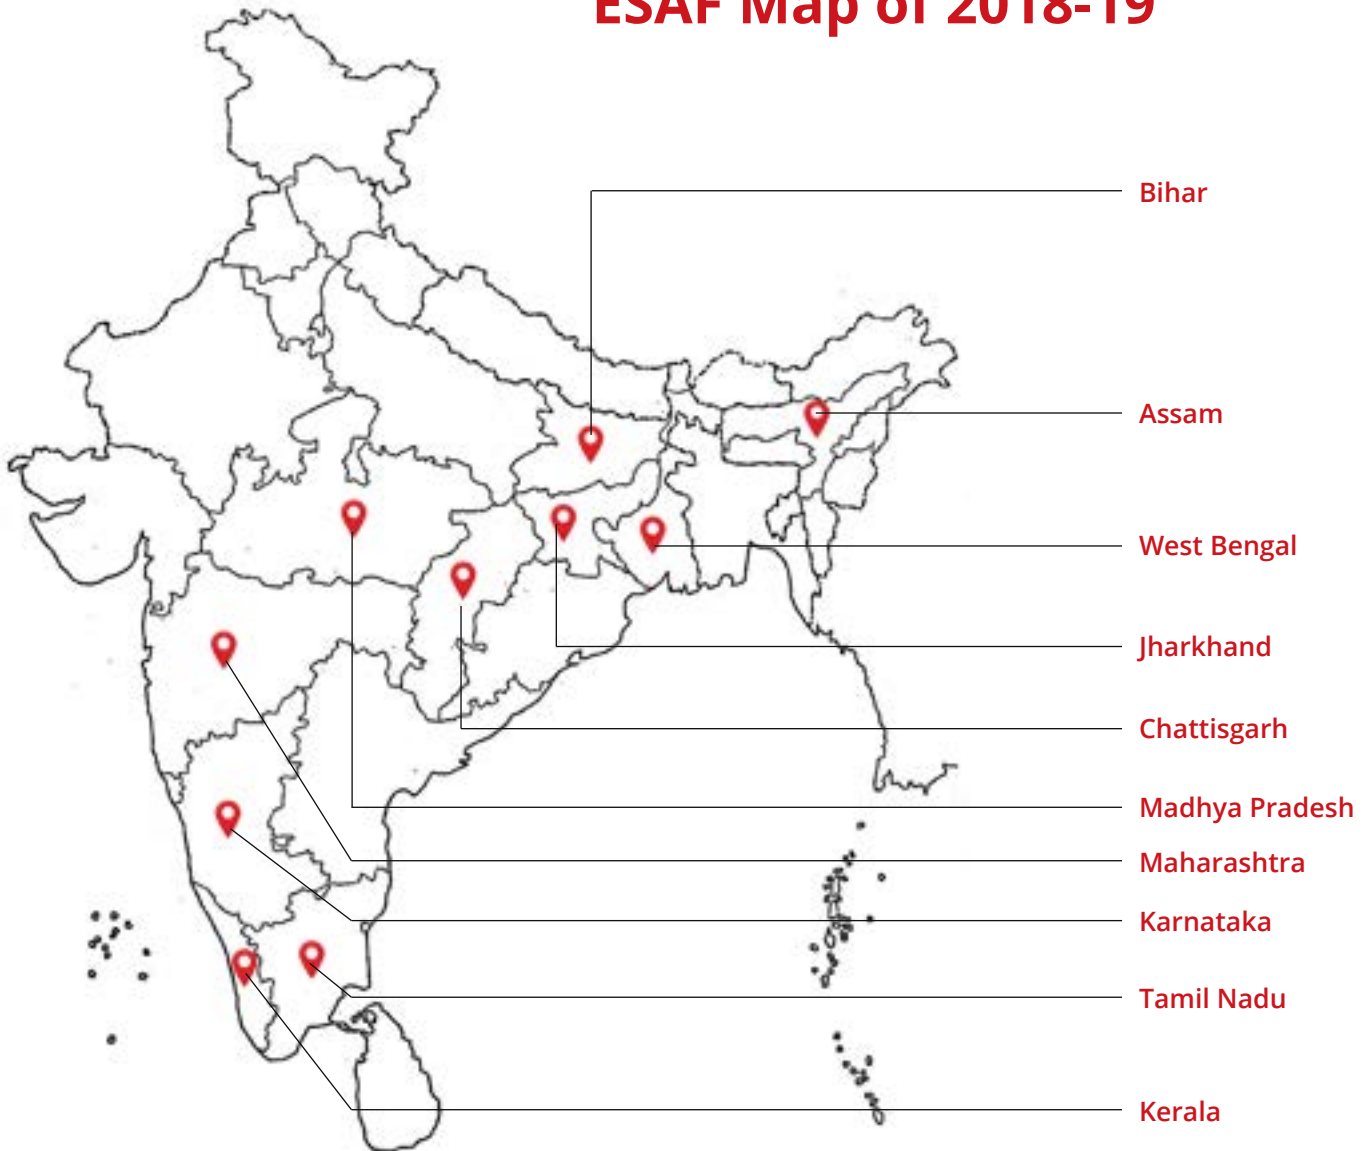 ESAF Map of 2018-19
Bihar
Assam
West Bengal
Jharkhand
Chattisgarh
Madhya Pradesh
Maharashtra
Karnataka
Tamil Nadu
Kerala